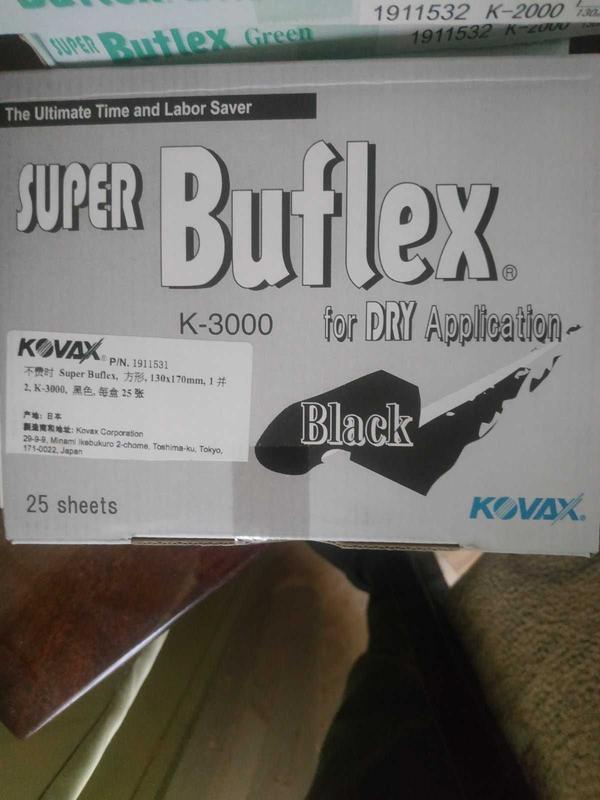 1911532 K-2000
SUPER Buflex Green
1911532 K-2000
The Ultimate Time and Labor Saver
SUPER Buflex®
K-3000
for DRY Application
KOVAX® P/N. 1911531
不费时 Super Buflex, 方形, 130x170mm, 1 并
2, K-3000, 黑色, 每盒 25 张
产地: 日本
製造商和地址: Kovax Corporation
29-9-9, Minami Ikebukuro 2-chome, Toshima-ku, Tokyo,
171-0022, Japan
Black
25 sheets
KOVAX®